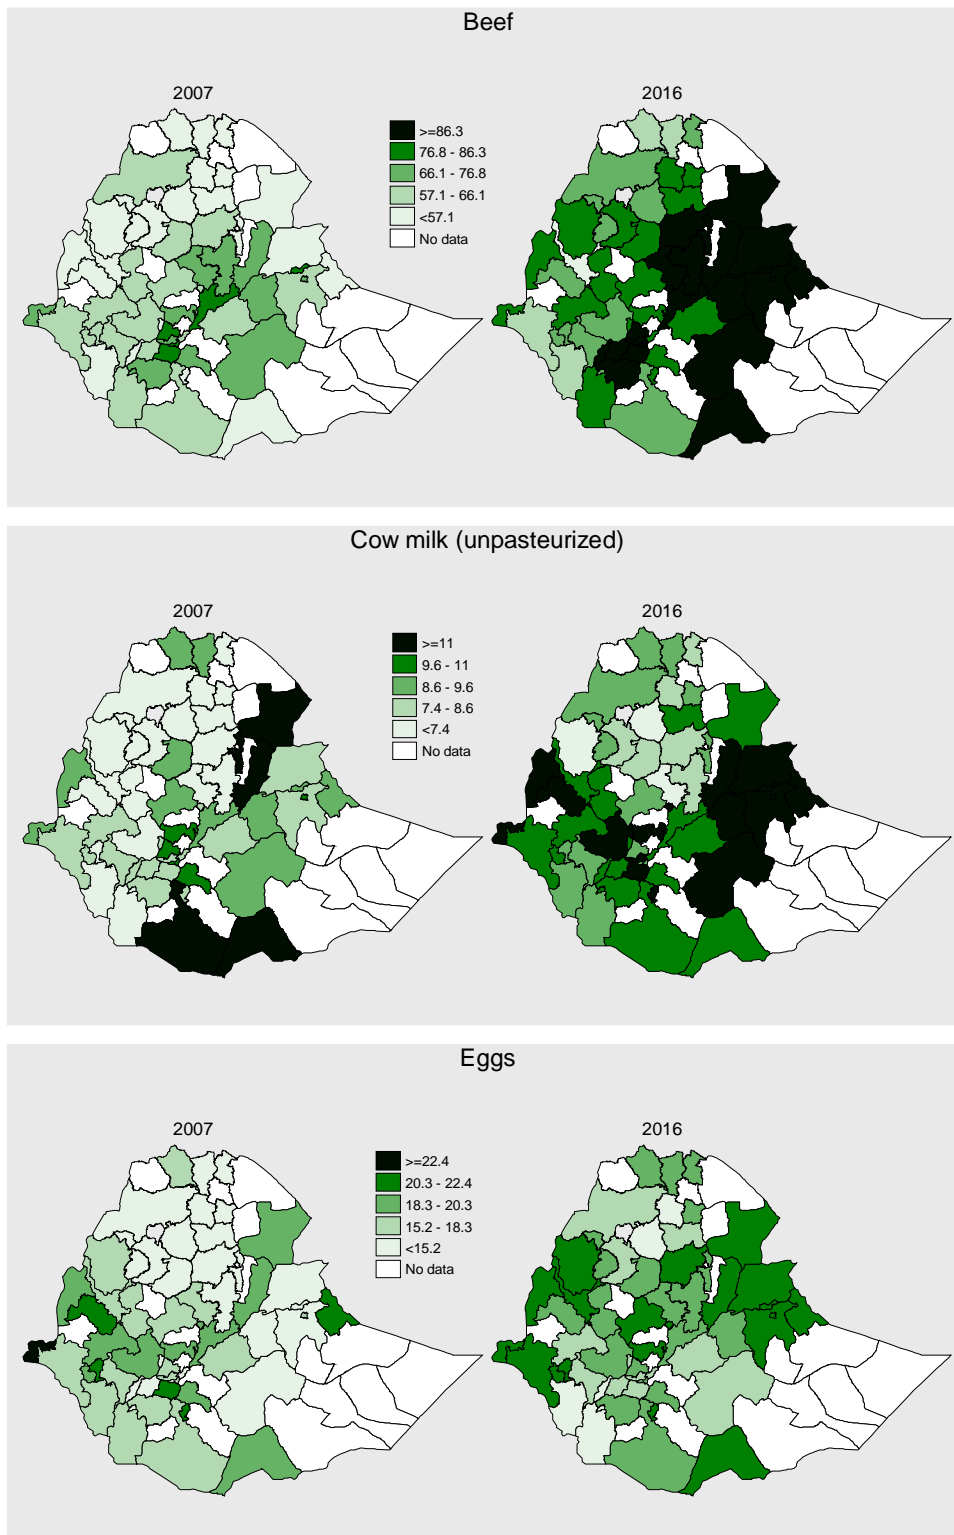 Beef
2007
2016
>=86.3
76.8 - 86.3
66.1 - 76.8
57.1 - 66.1
<57.1
No data
Cow milk (unpasteurized)
2007
2016
>=11
9.6 - 11
8.6 - 9.6
7.4 - 8.6
<7.4
No data
Eggs
2007
2016
>=22.4
20.3 - 22.4
18.3 - 20.3
15.2 - 18.3
<15.2
No data